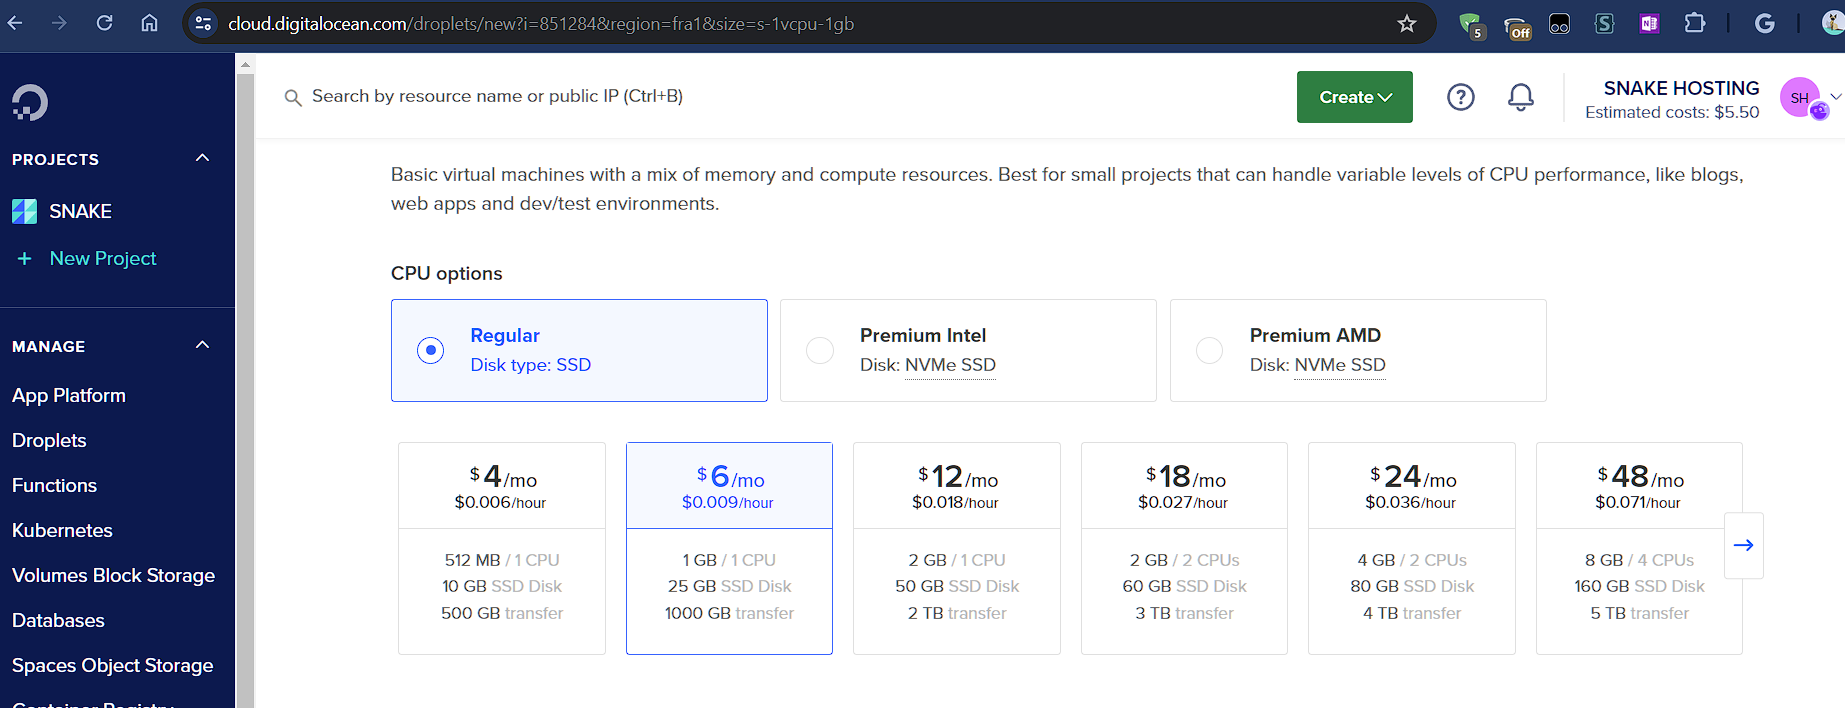 cloud.digitalocean.com/droplets/new?i=851284&region=fra1&size=s-1vcpu-1gb
5
Off
S
N
G
Search by resource name or public IP (Ctrl+B)
Create
?
SNAKE HOSTING
Estimated costs: $5.50
SH
PROJECTS
SNAKE
+ New Project
MANAGE
App Platform
Droplets
Functions
Kubernetes
Volumes Block Storage
Databases
Spaces Object Storage
Container Registry
Basic virtual machines with a mix of memory and compute resources. Best for small projects that can handle variable levels of CPU performance, like blogs,
web apps and dev/test environments.
CPU options
Regular
Disk type: SSD
Premium Intel
Disk: NVMe SSD
Premium AMD
Disk: NVMe SSD
$4/mo
$0.006/hour
512 MB / 1 CPU
10 GB SSD Disk
500 GB transfer
$6/mo
$0.009/hour
1 GB / 1 CPU
25 GB SSD Disk
1000 GB transfer
$12/mo
$0.018/hour
2 GB / 1 CPU
50 GB SSD Disk
2 TB transfer
$18/mo
$0.027/hour
2 GB / 2 CPUs
60 GB SSD Disk
3 TB transfer
$24/mo
$0.036/hour
4 GB / 2 CPUs
80 GB SSD Disk
4 TB transfer
$48/mo
$0.071/hour
8 GB / 4 CPUs
160 GB SSD Disk
5 TB transfer